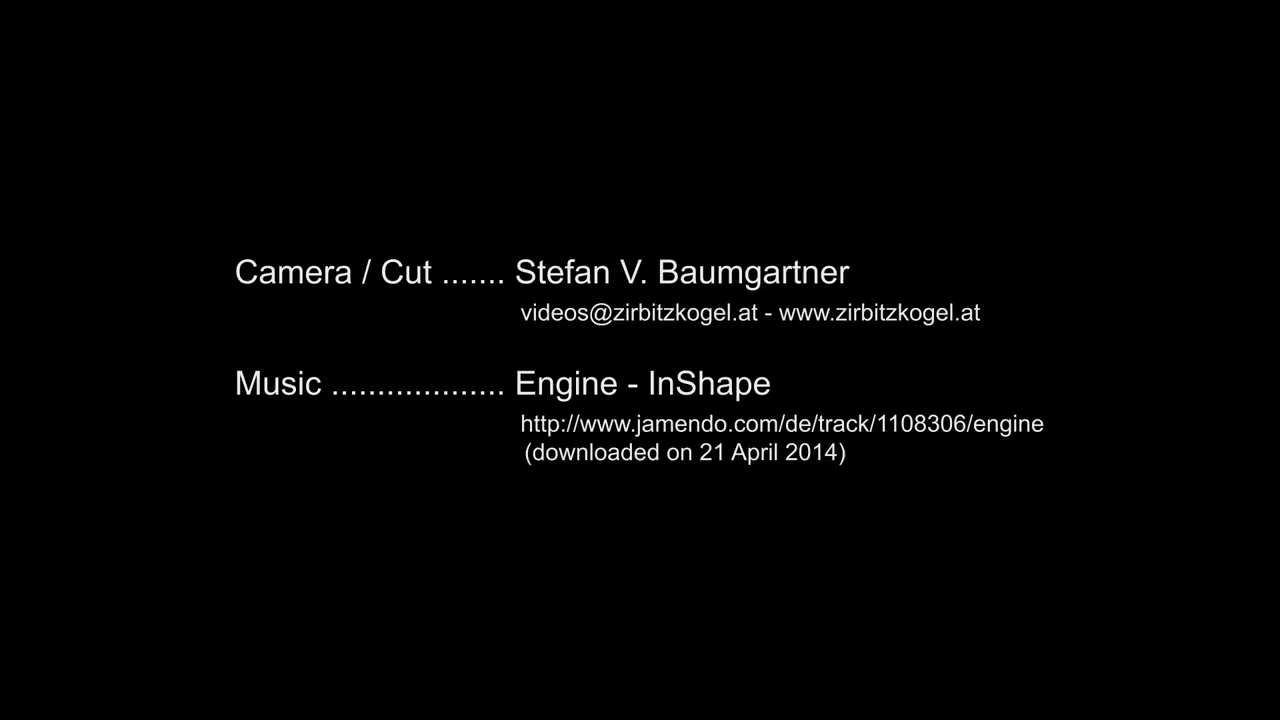 Camera / Cut ....... Stefan V. Baumgartner
videos@zirbitzkogel.at - www.zirbitzkogel.at
Music ................... Engine - InShape
http://www.jamendo.com/de/track/1108306/engine
(downloaded on 21 April 2014)